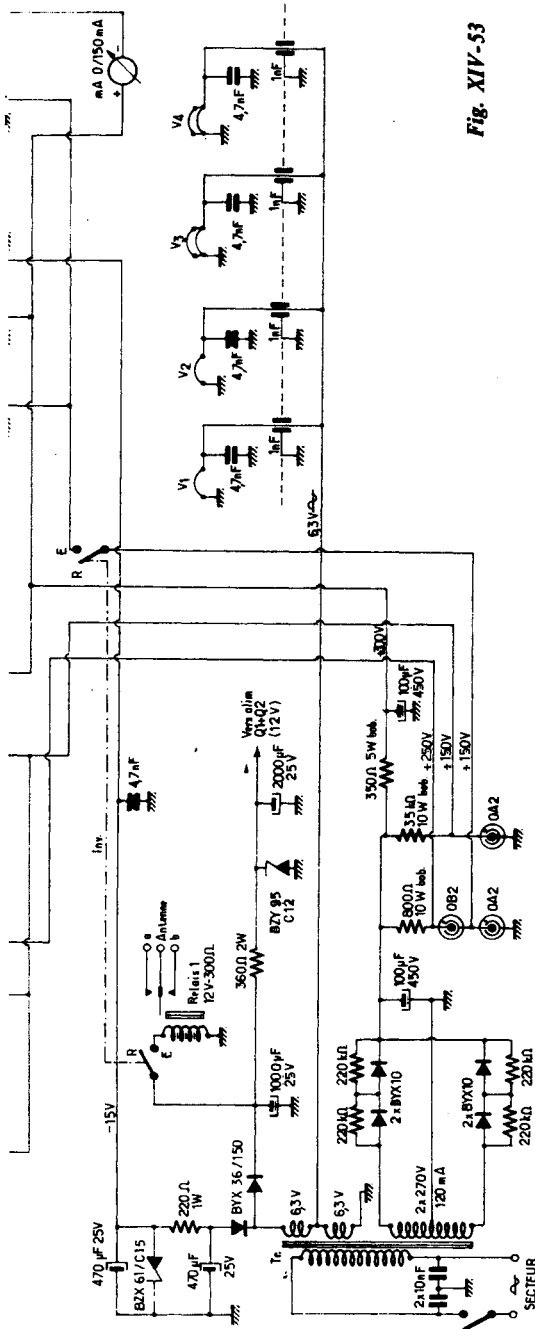 Fig. XIV-53
mA 0/150mA
+
-
V4
4,7nF
1nF
V3
4,7nF
1nF
V2
4,7nF
1nF
V1
4,7nF
1nF
6,3V
E
R
inv.
4,7nF
a
Antenne
b
Relais 1
12V-300Ω
R
E
-15V
470µF 25V
BZX 61/C15
220Ω
1W
470µF
25V
BYX 36/150
1000µF
25V
360Ω 2W
BZY 95
C12
2000µF
25V
Vers alim
Q1+Q2
(12V)
+300V
100µF
450V
350Ω 5W bob.
+250V
+150V
+150V
3,5kΩ
10W bob.
800Ω
10W bob.
OB2
OA2
OA2
100µF
450V
220kΩ
220kΩ
2xBYX10
2xBYX10
220kΩ
220kΩ
6,3V
6,3V
2x270V
120mA
Tr.
2x10nF
SECTEUR